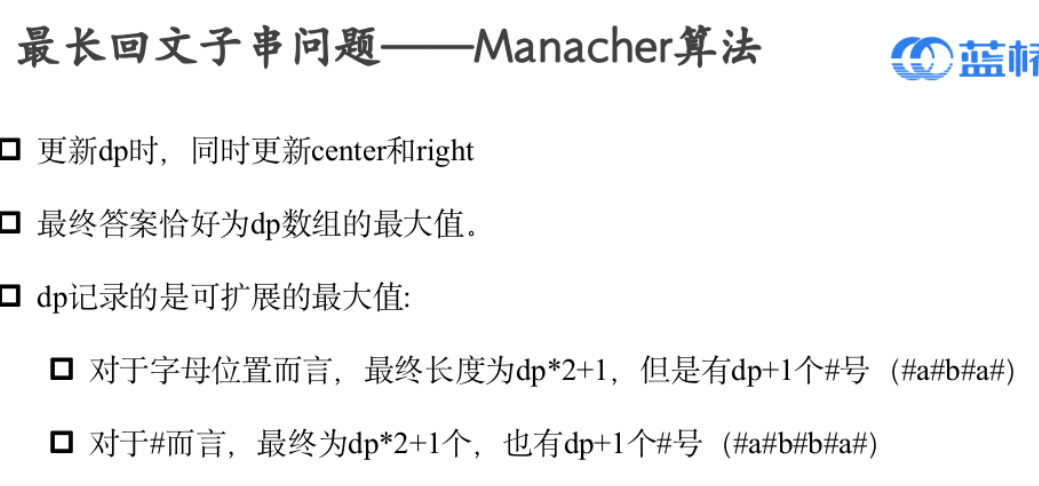 最长回文子串问题——Manacher算法
蓝桥
更新dp时，同时更新center和right
最终答案恰好为dp数组的最大值。
dp记录的是可扩展的最大值:
对于字母位置而言，最终长度为dp*2+1，但是有dp+1个#号（#a#b#a#）
对于#而言，最终为dp*2+1个，也有dp+1个#号（#a#b#b#a#）